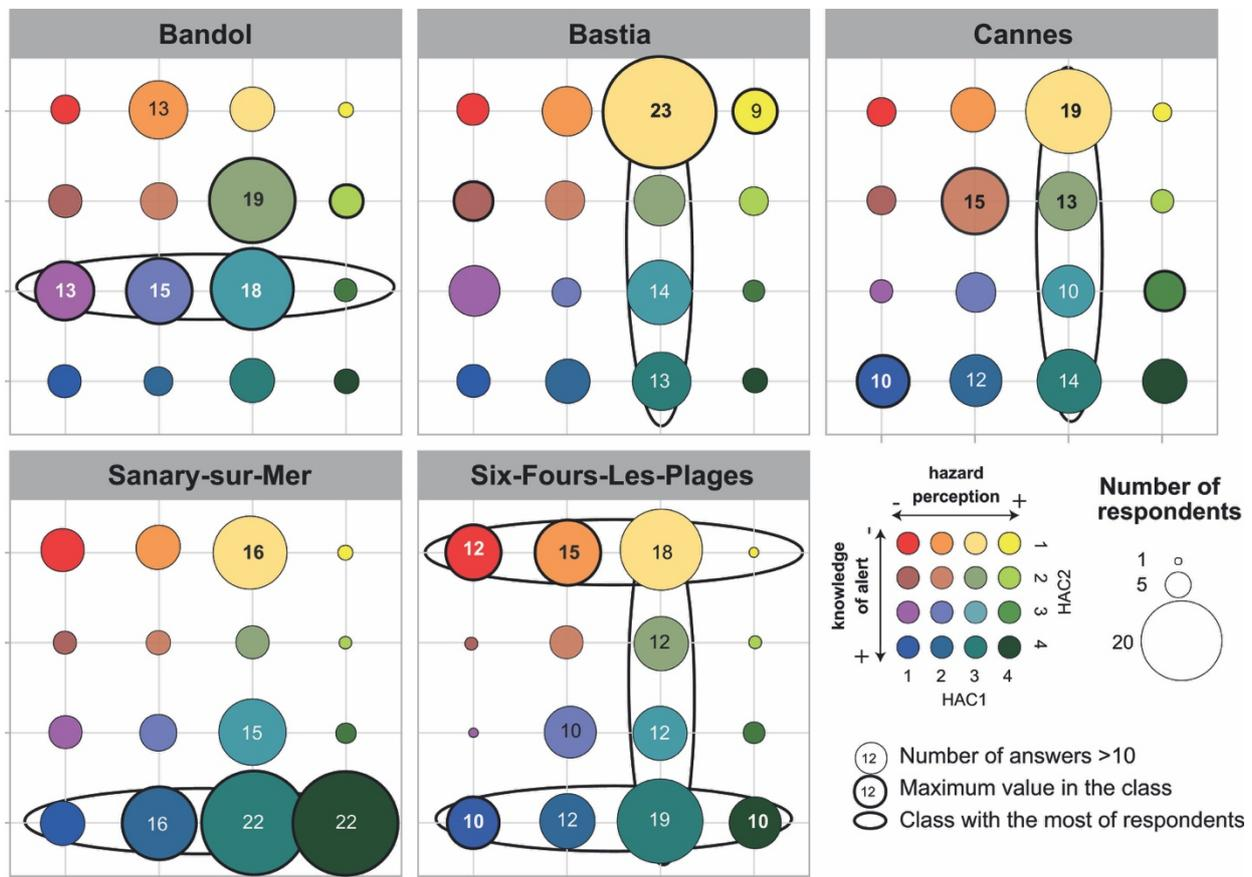 Bandol
13
19
13 15 18
Bastia
23 9
14
13
Cannes
19
15 13
10
10 12 14
Sanary-sur-Mer
16
15
16 22 22
Six-Fours-Les-Plages
12 15 18
12
10 12
10 12 19 10
hazard
perception
- +
-
knowledge
of alert
+
1
2
3
4
HAC2
1 2 3 4
HAC1
Number of
respondents
1
5
20
12 Number of answers >10
12 Maximum value in the class
Class with the most of respondents